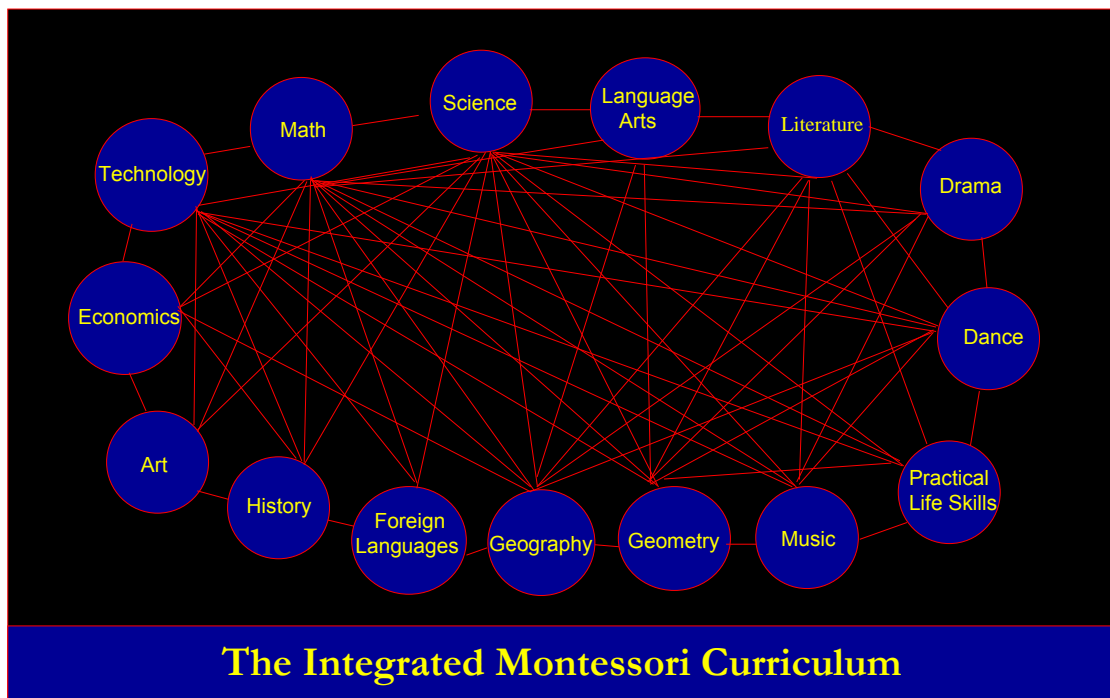 Science
Language
Arts
Math
Literature
Technology
Drama
Economics
Dance
Art
History
Foreign
Languages
Geography
Geometry
Music
Practical
Life Skills
The Integrated Montessori Curriculum